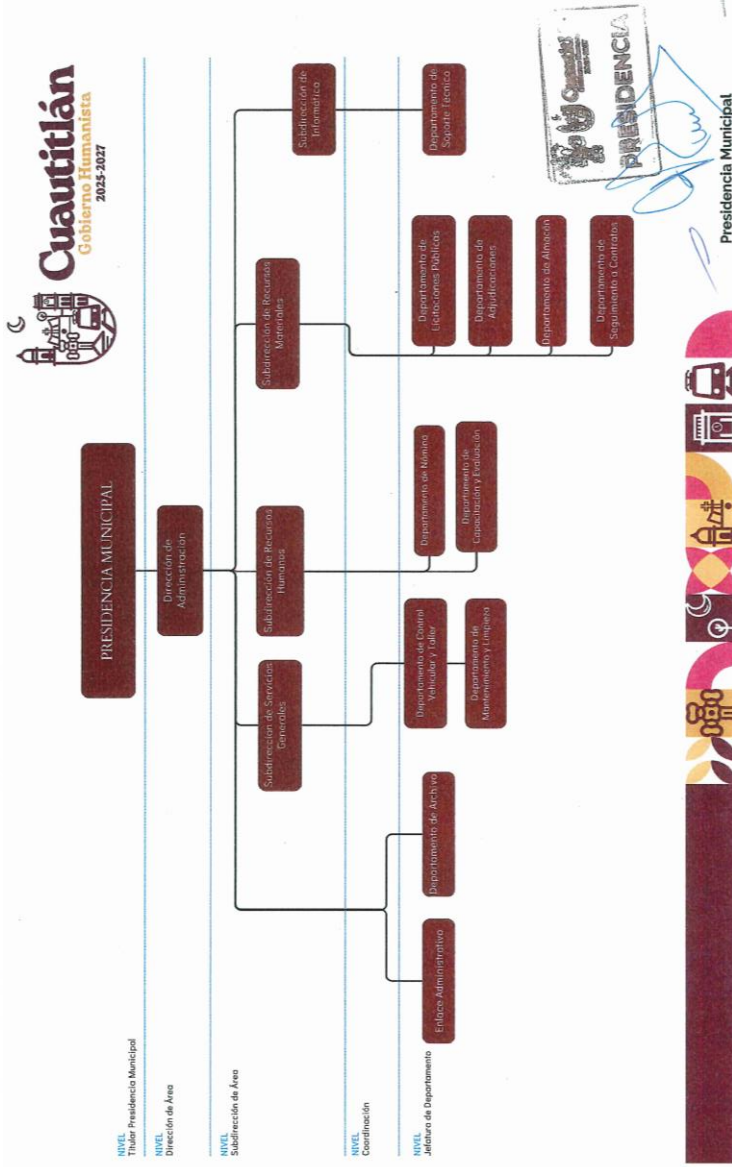 Cuautitlán
Gobierno Humanista
2025-2027
NIVEL
Titular Presidencia Municipal
PRESIDENCIA MUNICIPAL
NIVEL
Dirección de Área
Dirección de
Administración
NIVEL
Subdirección de Área
Subdirección de Servicios
Generales
Subdirección de Recursos
Humanos
Subdirección de Recursos
Materiales
Subdirección de
Informática
NIVEL
Coordinación
NIVEL
Jefatura de Departamento
Enlace Administrativo
Departamento de Archivo
Departamento de Control
Vehicular y Taller
Departamento de
Mantenimiento y Limpieza
Departamento de Nómina
Departamento de
Capacitación y Evaluación
Departamento de
Licitaciones Públicas
Departamento de
Adjudicaciones
Departamento de Almacén
Departamento de
Seguimiento a Contratos
Departamento de
Soporte Técnico
Cuautitlán
2025-2027
PRESIDENCIA
Presidencia Municipal